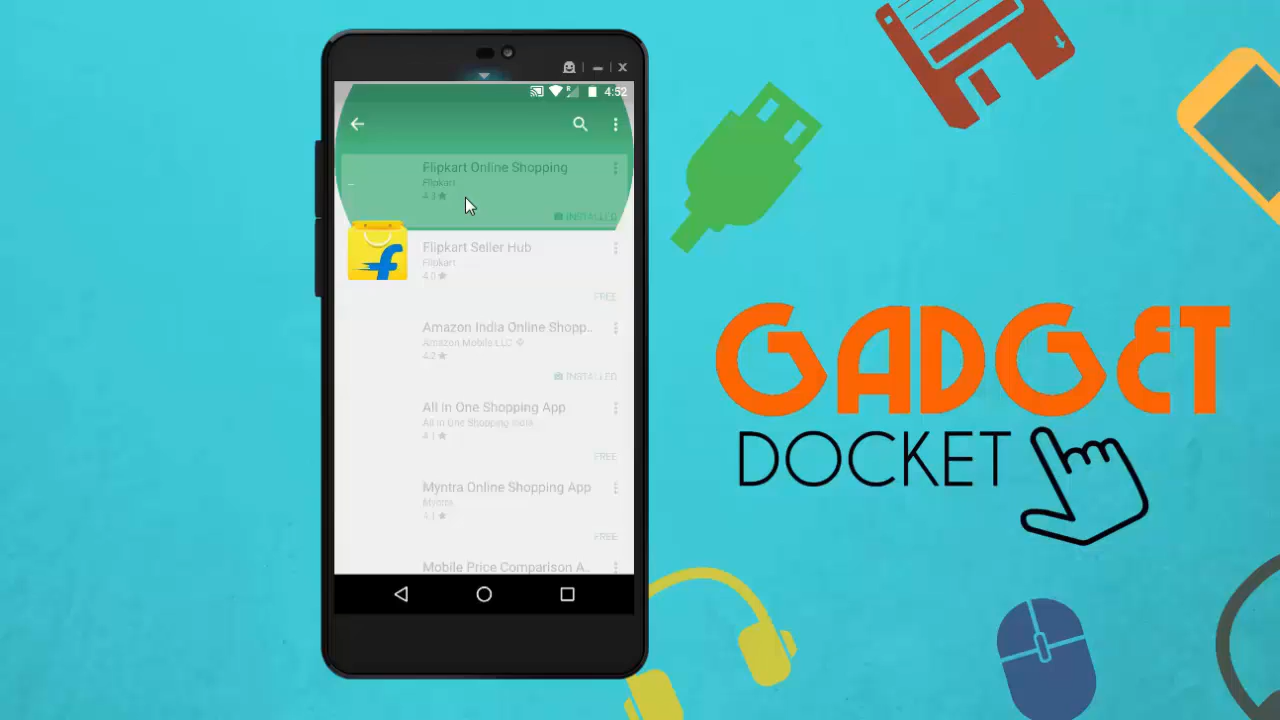 4:52
Flipkart Online Shopping
Flipkart
INSTALLED
Flipkart Seller Hub
Flipkart
4.0
FREE
Amazon India Online Shopp..
Amazon Mobile LLC
4.2
INSTALLED
All In One Shopping App
All in One Shopping India
4.1
FREE
Myntra Online Shopping App
Myntra
4.1
FREE
Mobile Price Comparison A..
GADGET
DOCKET